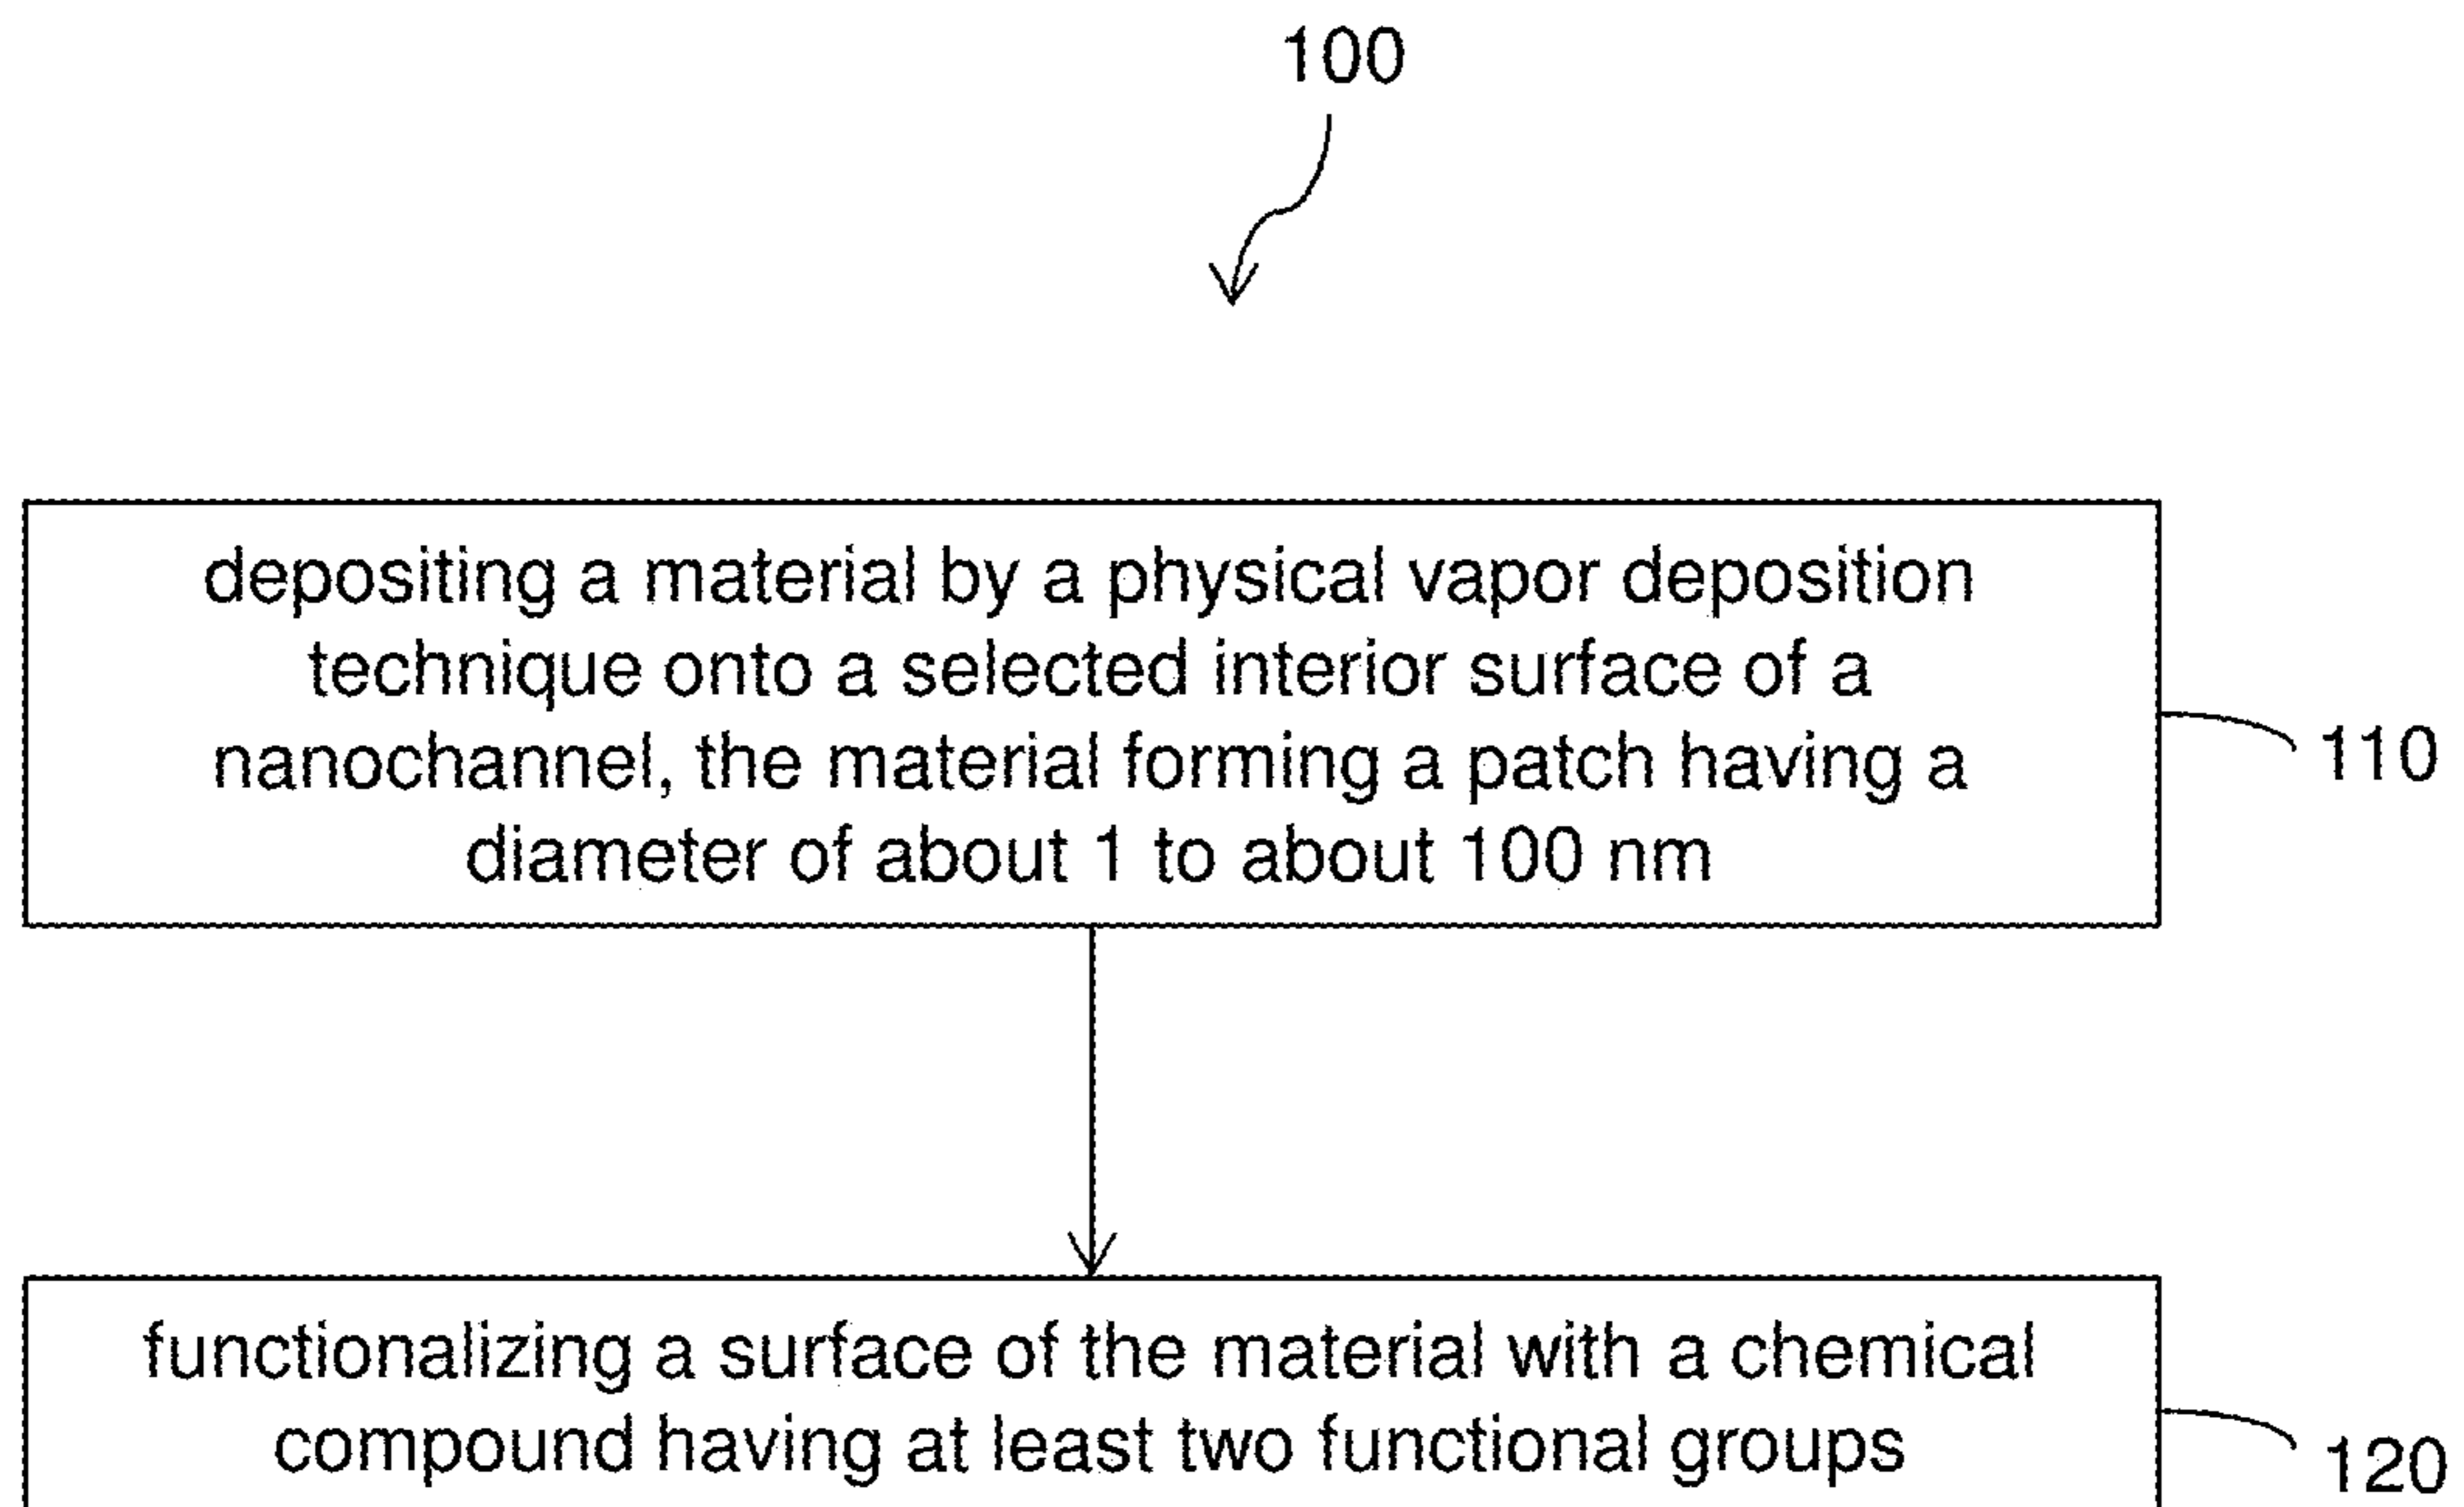 100
depositing a material by a physical vapor deposition
technique onto a selected interior surface of a
nanochannel, the material forming a patch having a
diameter of about 1 to about 100 nm
110
functionalizing a surface of the material with a chemical
compound having at least two functional groups
120